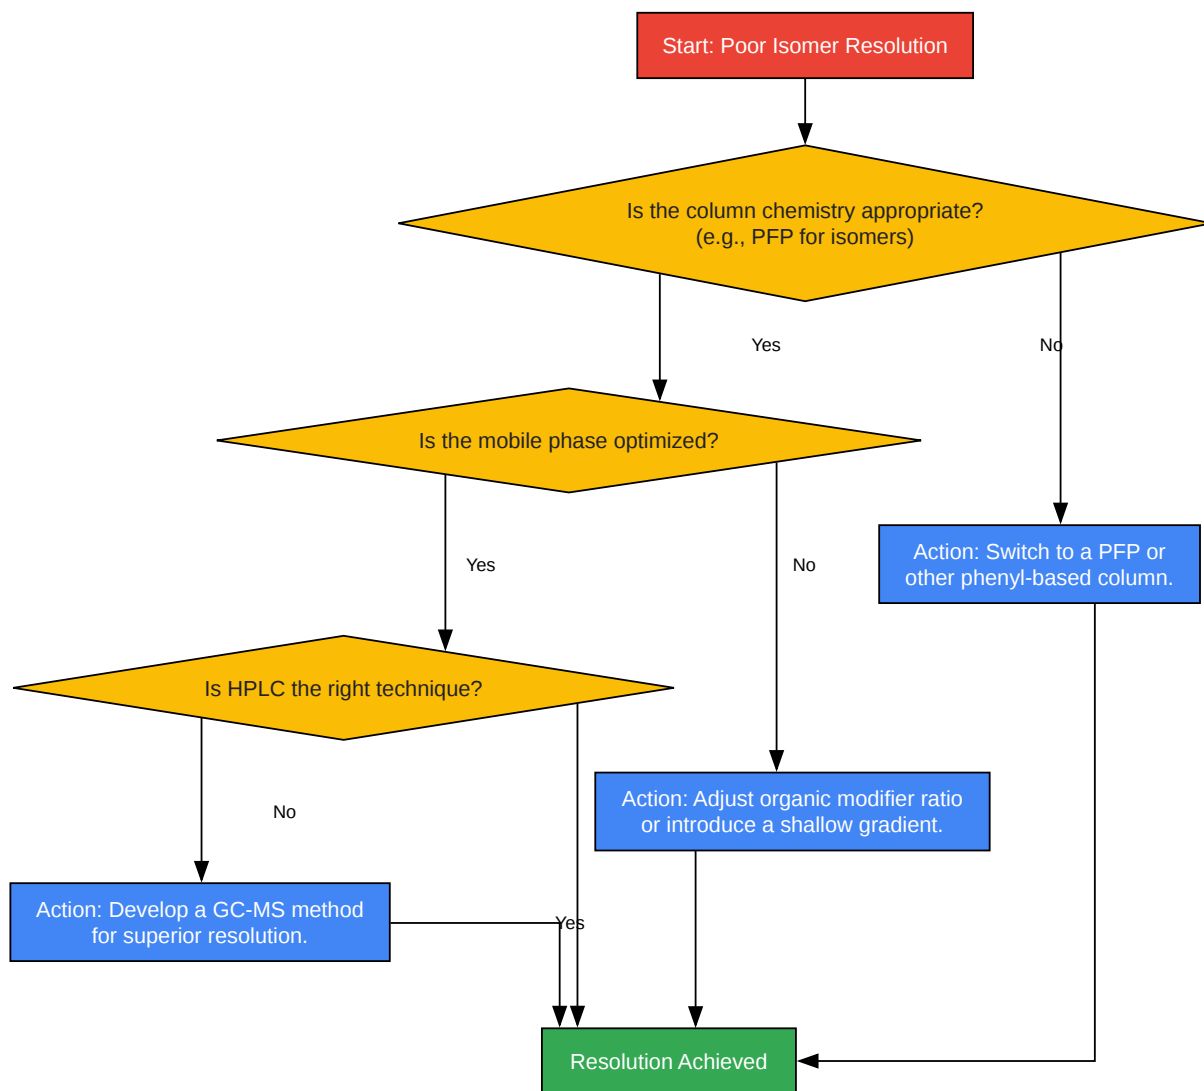 Start: Poor Isomer Resolution
Is the column chemistry appropriate?
(e.g., PFP for isomers)
Yes
No
Is the mobile phase optimized?
Action: Switch to a PFP or
other phenyl-based column.
Yes
No
Is HPLC the right technique?
Action: Adjust organic modifier ratio
or introduce a shallow gradient.
No
Action: Develop a GC-MS method
for superior resolution.
Yes
Resolution Achieved